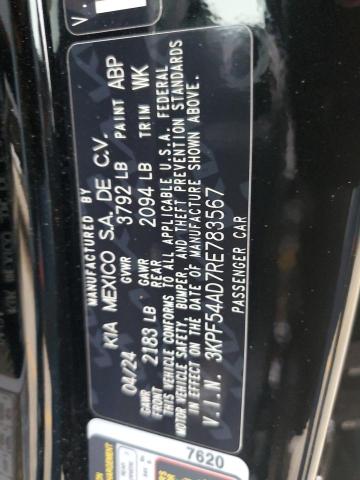 MANUFACTURED BY
KIA MEXICO S.A. DE C.V.
04/24 GVWR 3792 LB PAINT ABP
GAWR FRONT 2183 LB GAWR REAR 2094 LB TRIM WK
THIS VEHICLE CONFORMS TO ALL APPLICABLE U.S.A. FEDERAL
MOTOR VEHICLE SAFETY, BUMPER, AND THEFT PREVENTION STANDARDS
IN EFFECT ON THE DATE OF MANUFACTURE SHOWN ABOVE.
V.I.N. 3KPF54AD7RE783567
PASSENGER CAR
7620